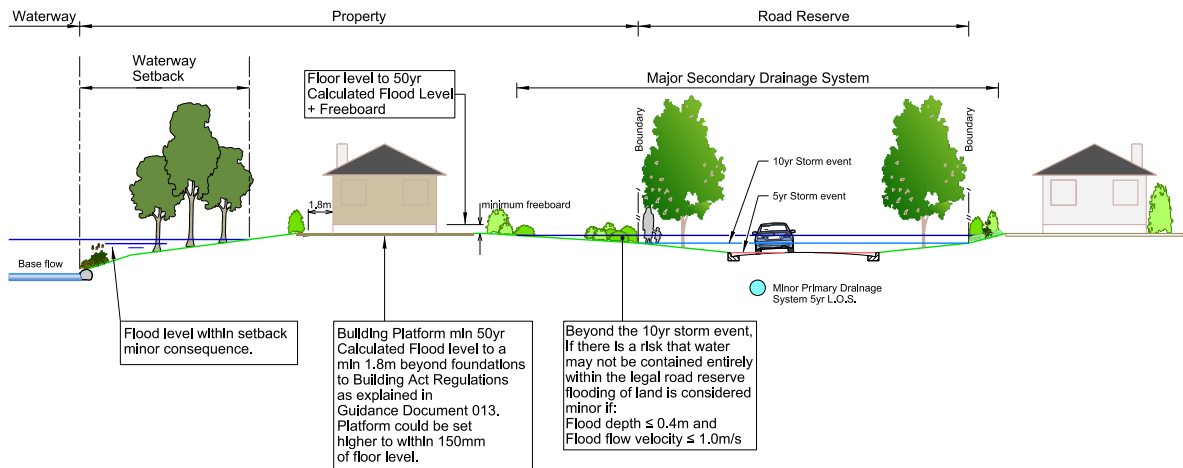 Waterway
Property
Road Reserve
Waterway
Setback
Floor level to 50yr
Calculated Flood Level
+ Freeboard
Major Secondary Drainage System
Boundary
Boundary
10yr Storm event
5yr Storm event
1.8m
minimum freeboard
Base flow
Minor Primary Drainage
System 5yr L.O.S.
Flood level within setback
minor consequence.
Building Platform min 50yr
Calculated Flood level to a
min 1.8m beyond foundations
to Building Act Regulations
as explained in
Guidance Document 013.
Platform could be set
higher to within 150mm
of floor level.
Beyond the 10yr storm event,
If there is a risk that water
may not be contained entirely
within the legal road reserve
flooding of land is considered
minor if:
Flood depth ≤ 0.4m and
Flood flow velocity ≤ 1.0m/s